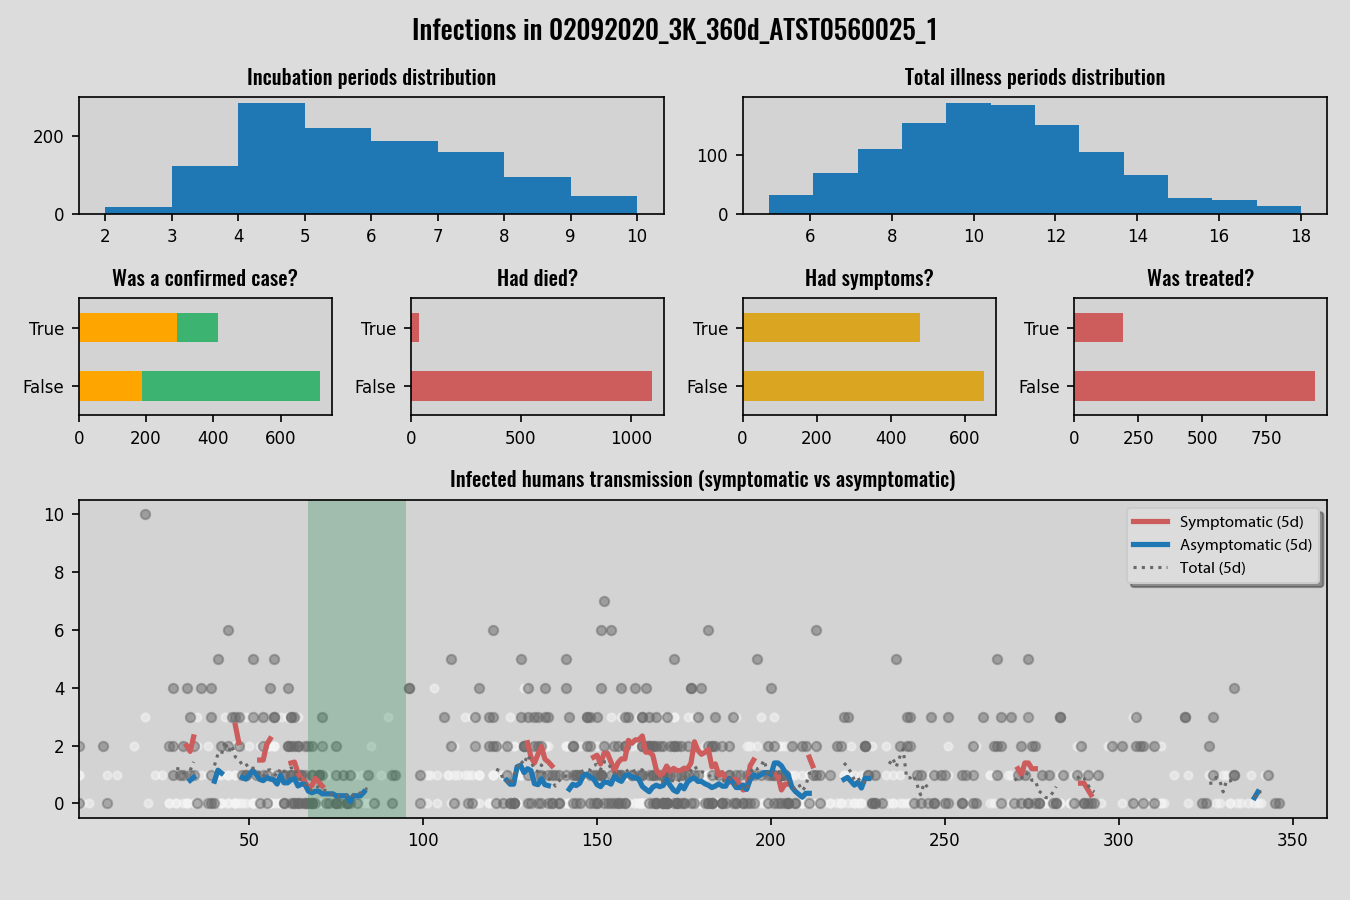 Infections in 02092020_3K_360d_ATST0560025_1
Incubation periods distribution
Total illness periods distribution
200
0
2 3 4 5 6 7 8 9 10
100
0
6 8 10 12 14 16 18
Was a confirmed case?
Had died?
Had symptoms?
Was treated?
True
False
0 200 400 600
True
False
0 500 1000
True
False
0 200 400 600
True
False
0 250 500 750
Infected humans transmission (symptomatic vs asymptomatic)
10
8
6
4
2
0
Symptomatic (5d)
Asymptomatic (5d)
Total (5d)
50 100 150 200 250 300 350